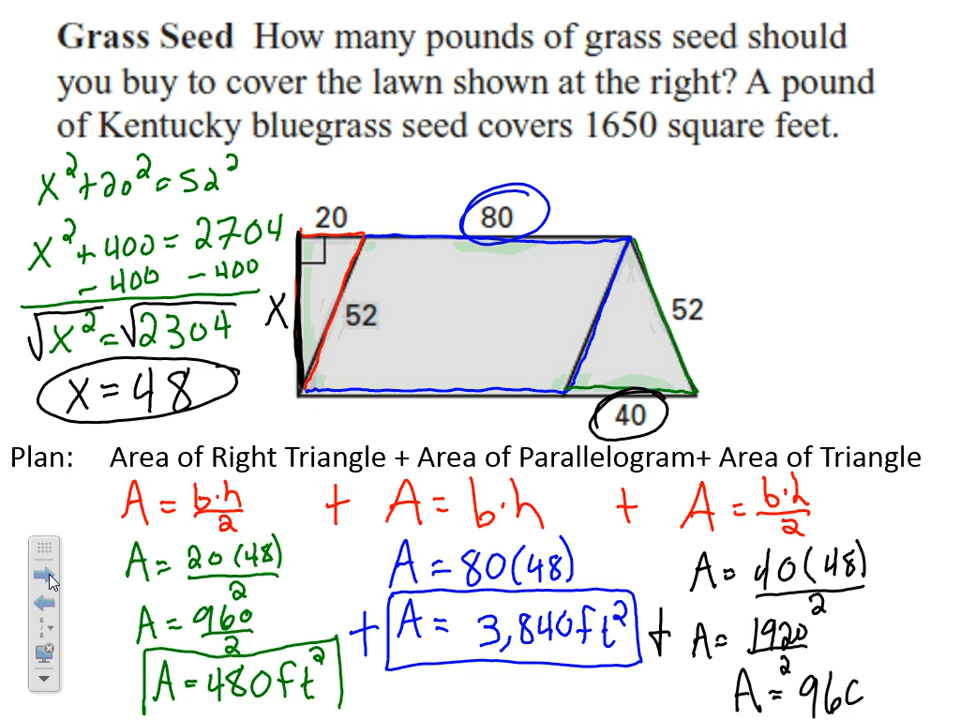 Grass Seed How many pounds of grass seed should
you buy to cover the lawn shown at the right? A pound
of Kentucky bluegrass seed covers 1650 square feet.
x²+20²=52²
x²+400=2704
-400 -400
√x²=√2304
x=48
20
80
x
52
52
40
Plan: Area of Right Triangle + Area of Parallelogram+ Area of Triangle
A = b·h/2 + A = b·h + A = b·h/2
A = 20(48)/2
A = 960/2
A = 480ft²
A = 80(48)
+ A = 3,840ft² +
A = 40(48)/2
A = 1920/2
A = 960